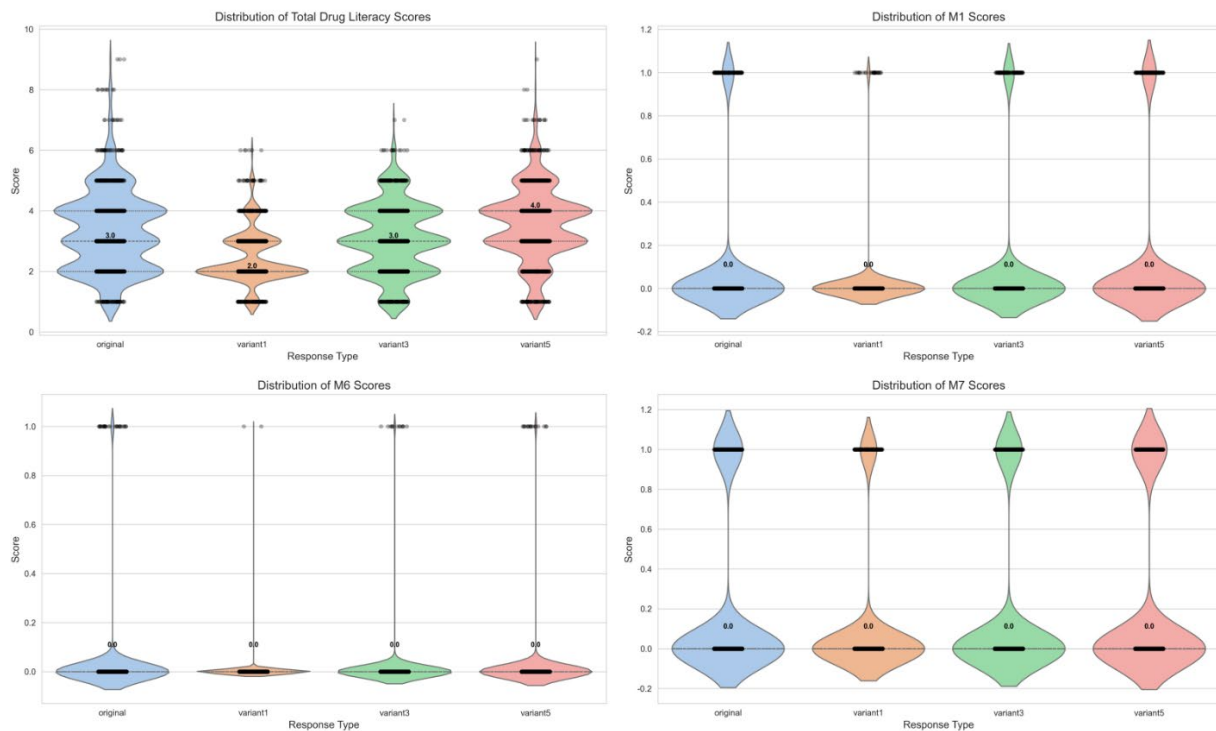 Distribution of Total Drug Literacy Scores
10
8
6
4
2
0
Score
3.0
2.0
3.0
4.0
original variant1 variant3 variant5
Response Type
Distribution of M1 Scores
1.2
1.0
0.8
0.6
0.4
0.2
0.0
-0.2
Score
0.0 0.0 0.0 0.0
original variant1 variant3 variant5
Response Type
Distribution of M6 Scores
1.0
0.8
0.6
0.4
0.2
0.0
Score
0.0 0.0 0.0 0.0
original variant1 variant3 variant5
Response Type
Distribution of M7 Scores
1.2
1.0
0.8
0.6
0.4
0.2
0.0
-0.2
Score
0.0 0.0 0.0 0.0
original variant1 variant3 variant5
Response Type